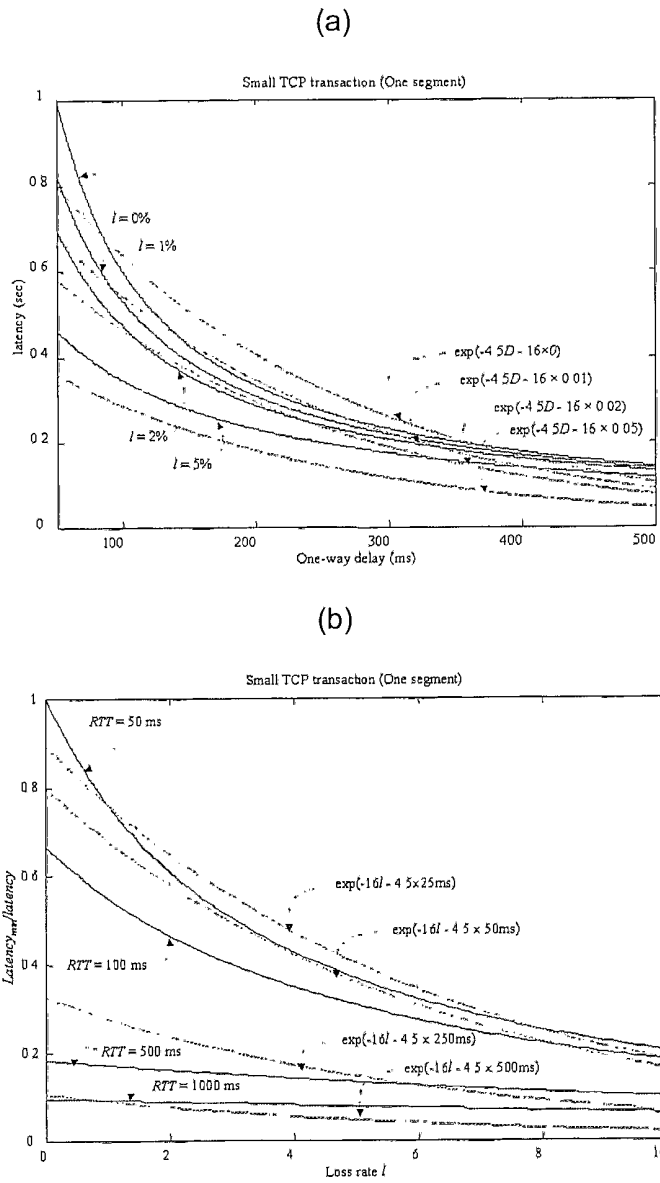 (a)
Small TCP transaction (One segment)
1
0 8
0 6
0 4
0 2
0
latency (sec)
l = 0%
l = 1%
l = 2%
l = 5%
exp(-4 5D - 16×0)
exp(-4 5D - 16 × 0 01)
exp(-4 5D - 16 × 0 02)
exp(-4 5D - 16 × 0 05)
100
200
300
400
500
One-way delay (ms)
(b)
Small TCP transaction (One segment)
1
0 8
0 6
0 4
0 2
0
/latency
RTT = 50 ms
RTT = 100 ms
RTT = 500 ms
RTT = 1000 ms
exp(-16l - 4 5×25ms)
exp(-16l - 4 5 × 50ms)
exp(-16l - 4 5 × 250ms)
exp(-16l - 4 5 × 500ms)
0
2
4
6
8
10
Loss rate l